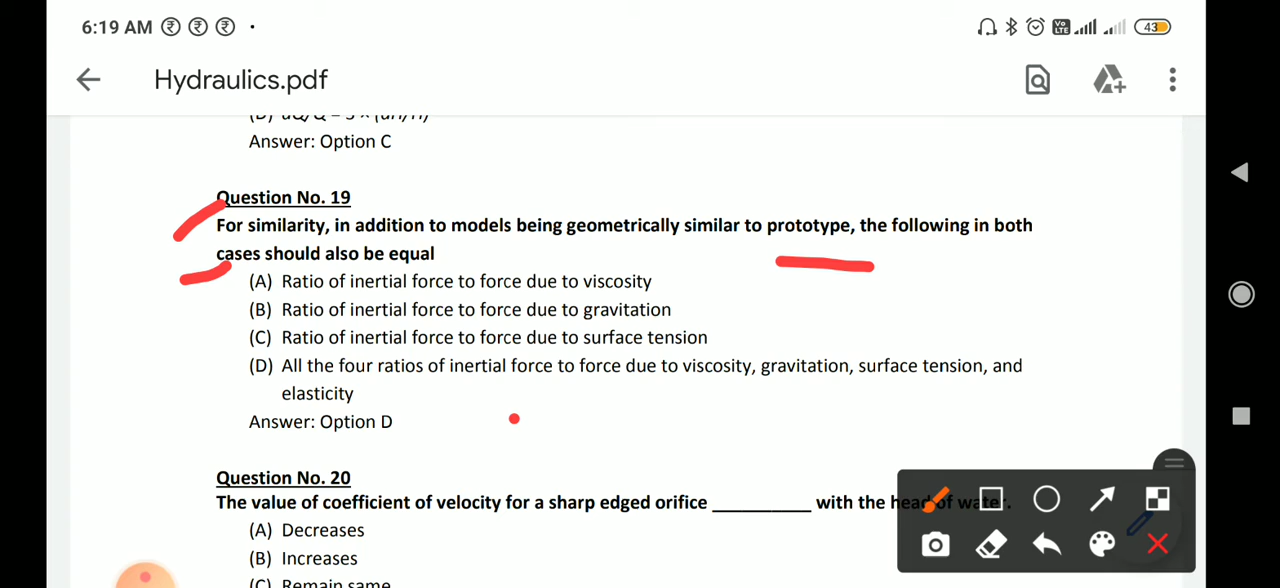 6:19 AM
43
Hydraulics.pdf
Answer: Option C
Question No. 19
For similarity, in addition to models being geometrically similar to prototype, the following in both
cases should also be equal
(A) Ratio of inertial force to force due to viscosity
(B) Ratio of inertial force to force due to gravitation
(C) Ratio of inertial force to force due to surface tension
(D) All the four ratios of inertial force to force due to viscosity, gravitation, surface tension, and
elasticity
Answer: Option D
Question No. 20
The value of coefficient of velocity for a sharp edged orifice __________ with the head of water.
(A) Decreases
(B) Increases
(C) Remain same